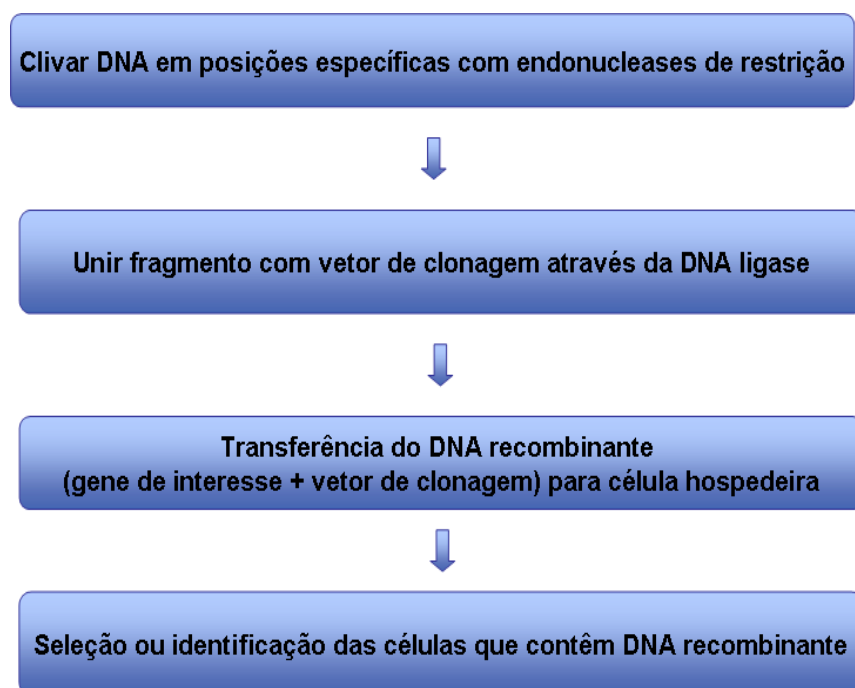 Clivar DNA em posições específicas com endonucleases de restrição
Unir fragmento com vetor de clonagem através da DNA ligase
Transferência do DNA recombinante
(gene de interesse + vetor de clonagem) para célula hospedeira
Seleção ou identificação das células que contêm DNA recombinante